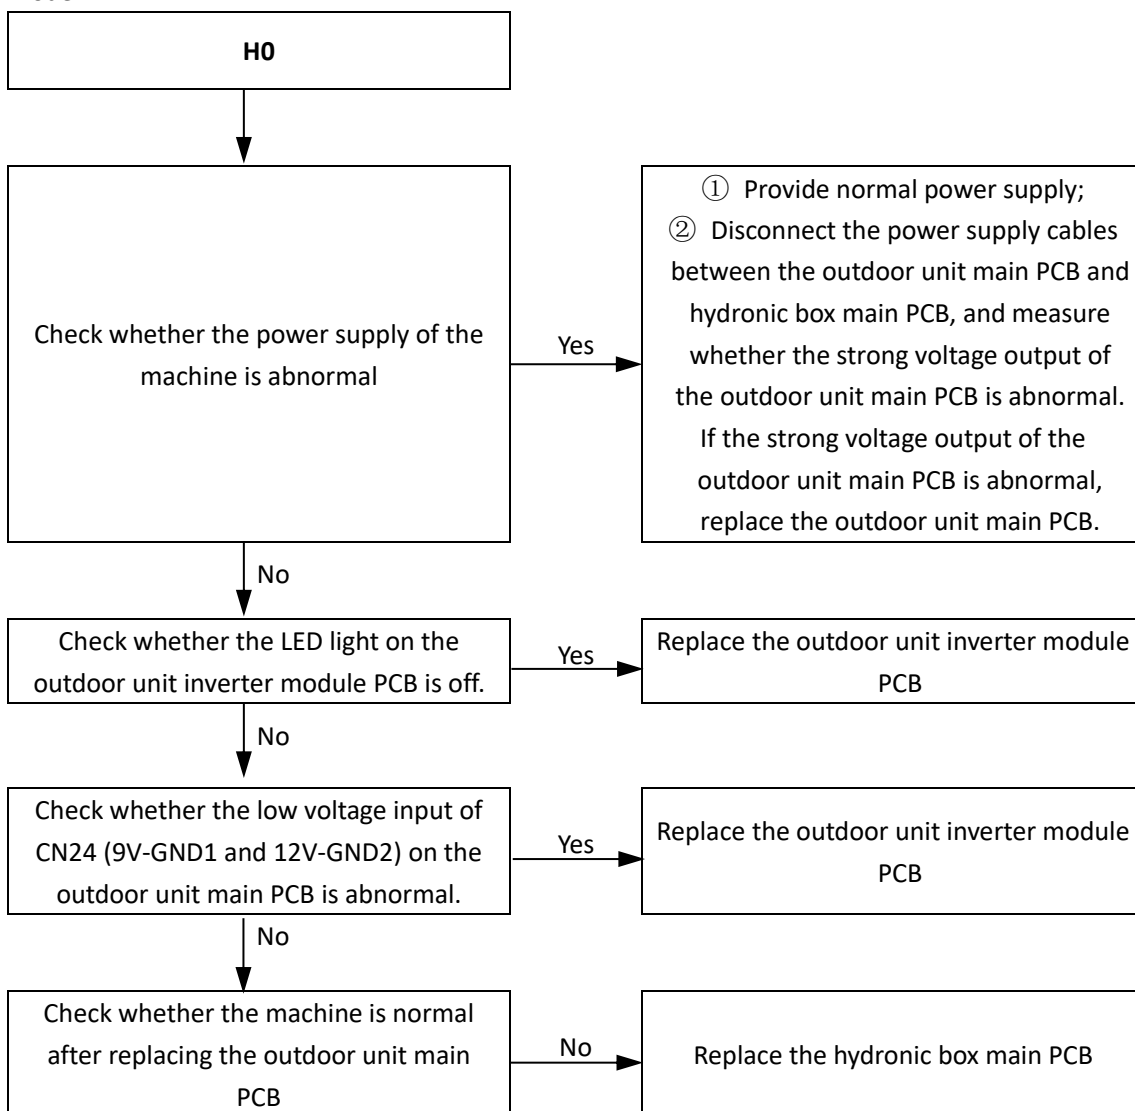 H0
Check whether the power supply of the
machine is abnormal
Yes
① Provide normal power supply;
② Disconnect the power supply cables
between the outdoor unit main PCB and
hydronic box main PCB, and measure
whether the strong voltage output of
the outdoor unit main PCB is abnormal.
If the strong voltage output of the
outdoor unit main PCB is abnormal,
replace the outdoor unit main PCB.
No
Check whether the LED light on the
outdoor unit inverter module PCB is off.
Yes
Replace the outdoor unit inverter module
PCB
No
Check whether the low voltage input of
CN24 (9V-GND1 and 12V-GND2) on the
outdoor unit main PCB is abnormal.
Yes
Replace the outdoor unit inverter module
PCB
No
Check whether the machine is normal
after replacing the outdoor unit main
PCB
No
Replace the hydronic box main PCB